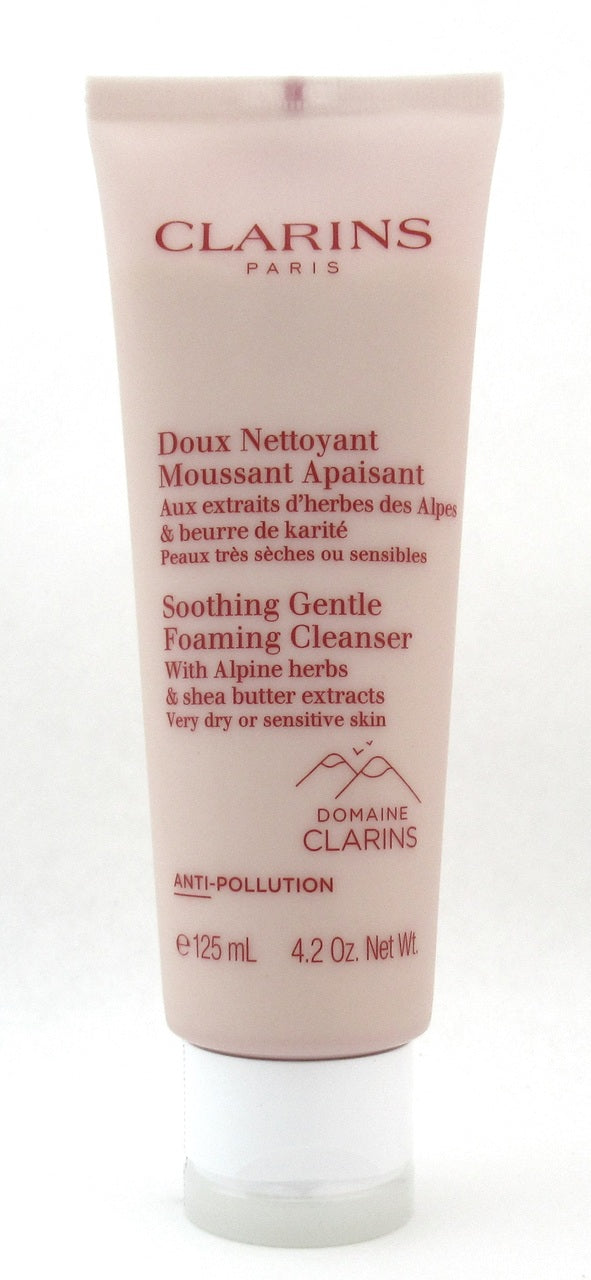 CLARINS
PARIS
Doux Nettoyant
Moussant Apaisant
Aux extraits d'herbes des Alpes
& beurre de karité
Peaux très sèches ou sensibles
Soothing Gentle
Foaming Cleanser
With Alpine herbs
& shea butter extracts
Very dry or sensitive skin
DOMAINE
CLARINS
ANTI-POLLUTION
℮125 mL 4.2 Oz. Net Wt.